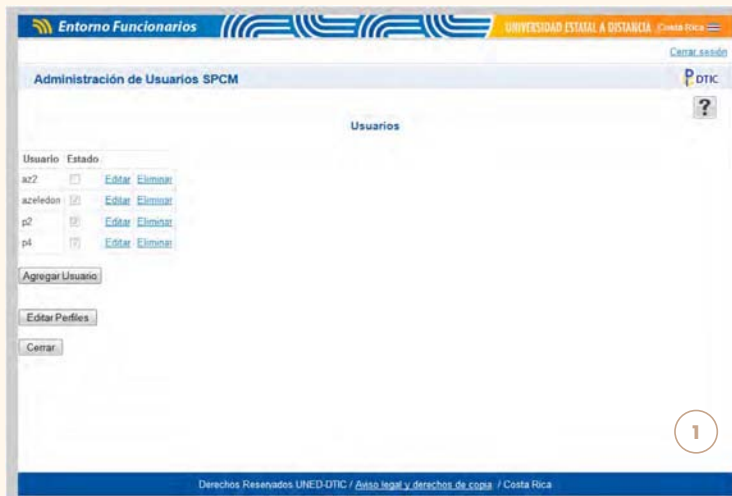 Entorno Funcionarios
UNIVERSIDAD ESTATAL A DISTANCIA Costa Rica
Cerrar sesión
Administración de Usuarios SPCM
DTIC
?
Usuarios
Usuario Estado
az2 Editar Eliminar
azeledon Editar Eliminar
p2 Editar Eliminar
p4 Editar Eliminar
Agregar Usuario
Editar Perfiles
Cerrar
1
Derechos Reservados UNED-DTIC / Aviso legal y derechos de copia / Costa Rica